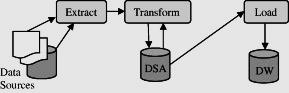 Extract
Transform
Load
DSA
DW
Data
Sources